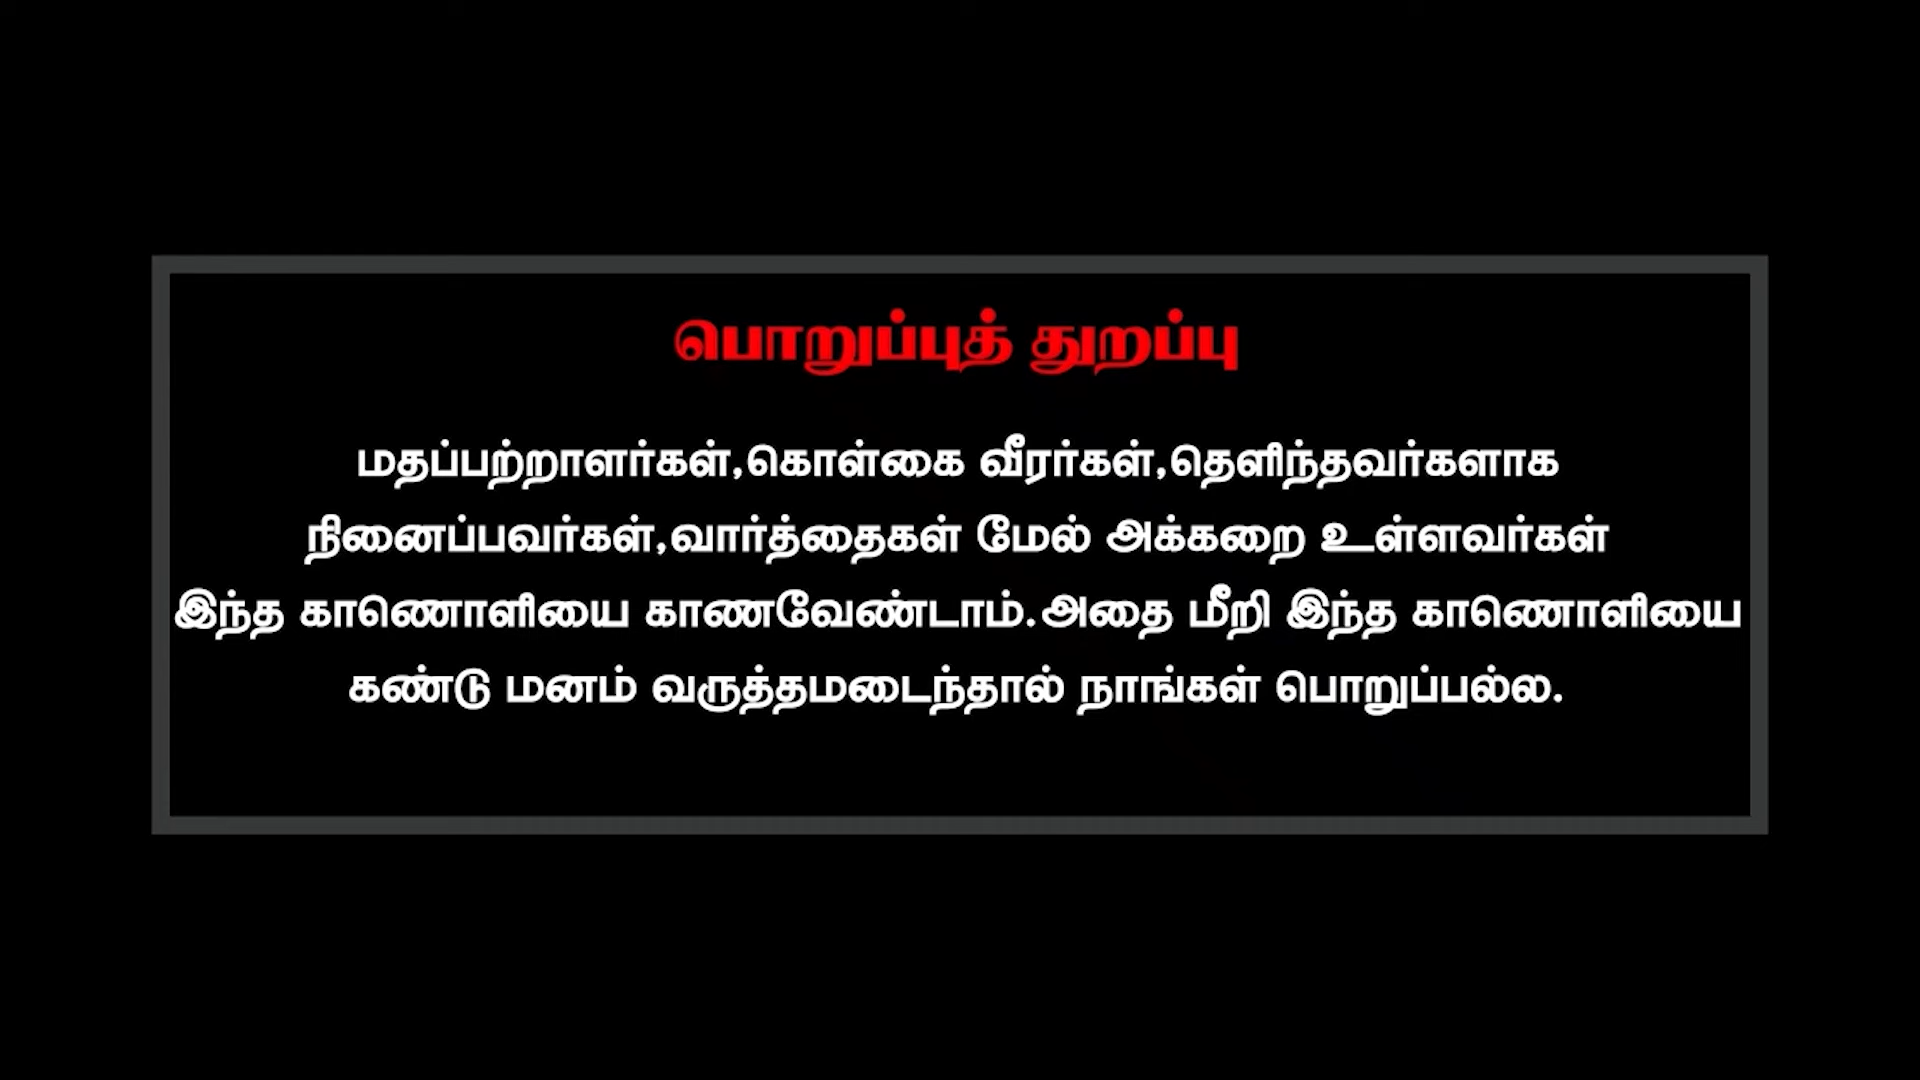 பொறுப்புத் துறப்பு
மதப்பற்றாளர்கள்,கொள்கை வீரர்கள்,தெளிந்தவர்களாக
நினைப்பவர்கள்,வார்த்தைகள் மேல் அக்கறை உள்ளவர்கள்
இந்த காணொளியை காணவேண்டாம்.அதை மீறி இந்த காணொளியை
கண்டு மனம் வருத்தமடைந்தால் நாங்கள் பொறுப்பல்ல.